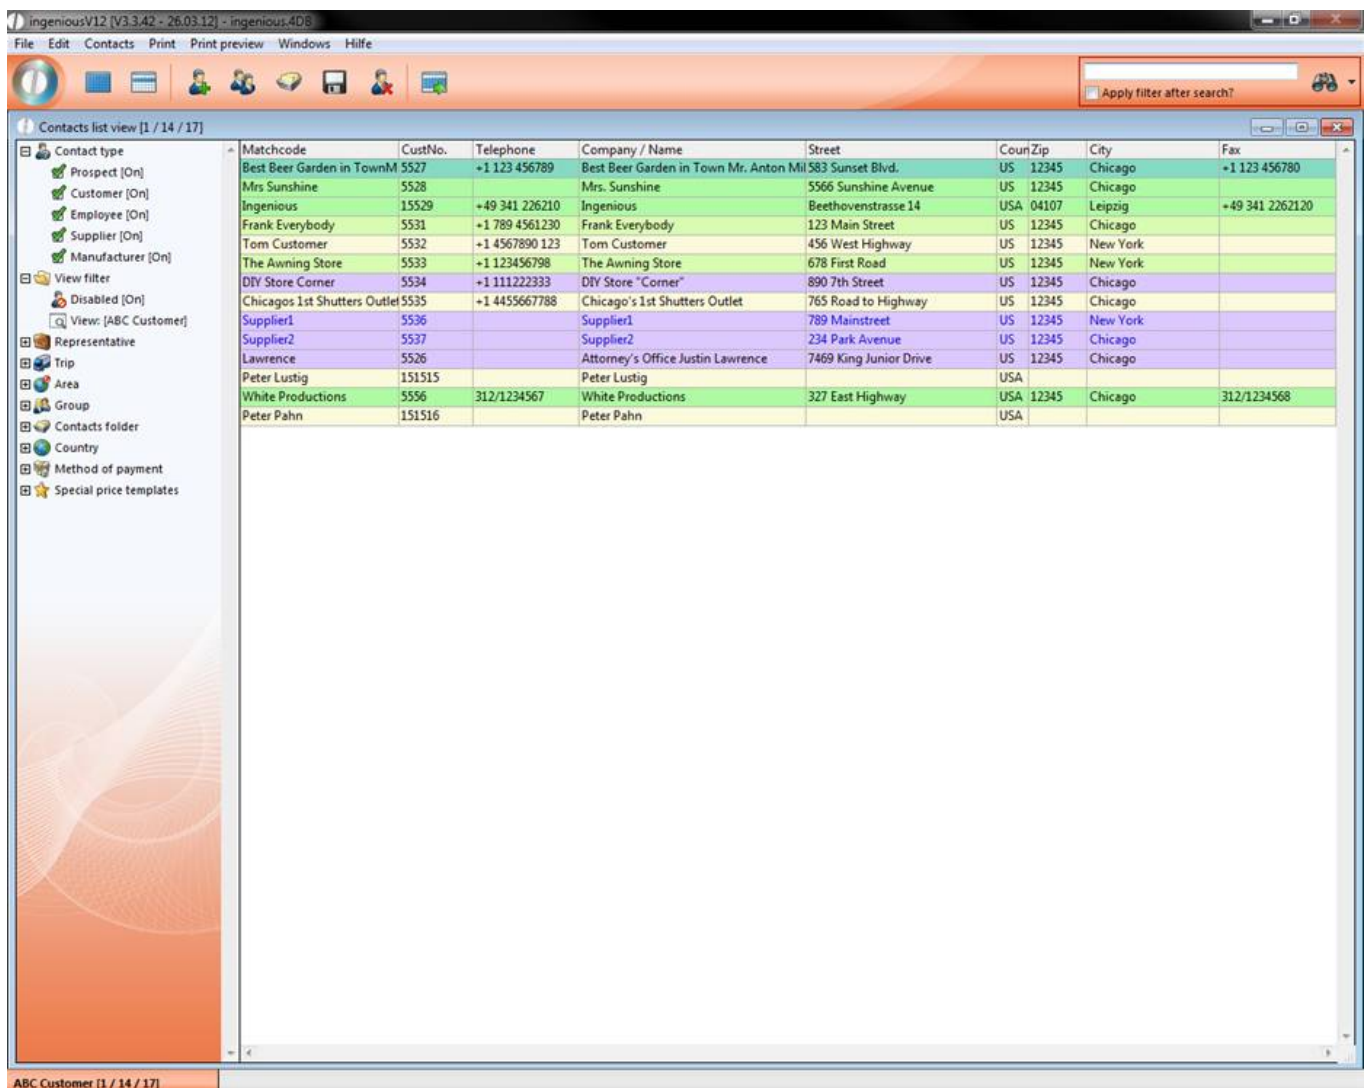 ingeniousV12 [V3.3.42 - 26.03.12] - ingenious.4DB
File Edit Contacts Print Print preview Windows Hilfe
Apply filter after search?
Contacts list view [1 / 14 / 17]
Contact type
Prospect [On]
Customer [On]
Employee [On]
Supplier [On]
Manufacturer [On]
View filter
Disabled [On]
View: [ABC Customer]
Representative
Trip
Area
Group
Contacts folder
Country
Method of payment
Special price templates
Matchcode CustNo. Telephone Company / Name Street Coun Zip City Fax
Best Beer Garden in TownM 5527 +1 123 456789 Best Beer Garden in Town Mr. Anton Mil 583 Sunset Blvd. US 12345 Chicago +1 123 456780
Mrs Sunshine 5528 Mrs. Sunshine 5566 Sunshine Avenue US 12345 Chicago
Ingenious 15529 +49 341 226210 Ingenious Beethovenstrasse 14 USA 04107 Leipzig +49 341 2262120
Frank Everybody 5531 +1 789 4561230 Frank Everybody 123 Main Street US 12345 Chicago
Tom Customer 5532 +1 4567890 123 Tom Customer 456 West Highway US 12345 New York
The Awning Store 5533 +1 123456798 The Awning Store 678 First Road US 12345 New York
DIY Store Corner 5534 +1 111222333 DIY Store "Corner" 890 7th Street US 12345 Chicago
Chicagos 1st Shutters Outlet 5535 +1 4455667788 Chicago's 1st Shutters Outlet 765 Road to Highway US 12345 Chicago
Supplier1 5536 Supplier1 789 Mainstreet US 12345 New York
Supplier2 5537 Supplier2 234 Park Avenue US 12345 Chicago
Lawrence 5526 Attorney's Office Justin Lawrence 7469 King Junior Drive US 12345 Chicago
Peter Lustig 151515 Peter Lustig USA
White Productions 5556 312/1234567 White Productions 327 East Highway USA 12345 Chicago 312/1234568
Peter Pahn 151516 Peter Pahn USA
ABC Customer [1 / 14 / 17]